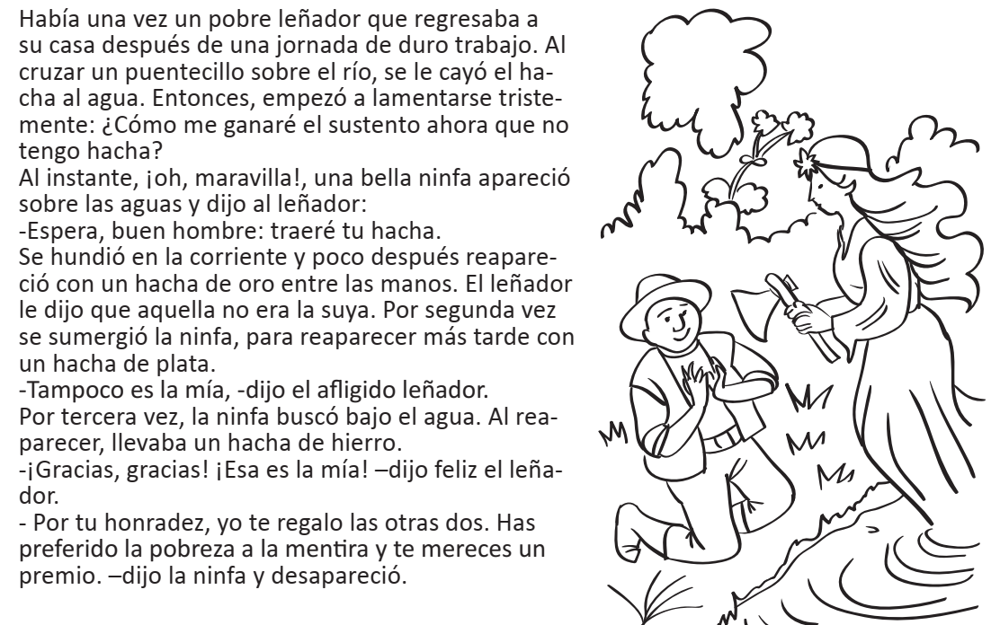 Había una vez un pobre leñador que regresaba a
su casa después de una jornada de duro trabajo. Al
cruzar un puentecillo sobre el río, se le cayó el ha-
cha al agua. Entonces, empezó a lamentarse triste-
mente: ¿Cómo me ganaré el sustento ahora que no
tengo hacha?
Al instante, ¡oh, maravilla!, una bella ninfa apareció
sobre las aguas y dijo al leñador:
-Espera, buen hombre: traeré tu hacha.
Se hundió en la corriente y poco después reapare-
ció con un hacha de oro entre las manos. El leñador
le dijo que aquella no era la suya. Por segunda vez
se sumergió la ninfa, para reaparecer más tarde con
un hacha de plata.
-Tampoco es la mía, -dijo el afligido leñador.
Por tercera vez, la ninfa buscó bajo el agua. Al rea-
parecer, llevaba un hacha de hierro.
-¡Gracias, gracias! ¡Esa es la mía! –dijo feliz el leña-
dor.
- Por tu honradez, yo te regalo las otras dos. Has
preferido la pobreza a la mentira y te mereces un
premio. –dijo la ninfa y desapareció.